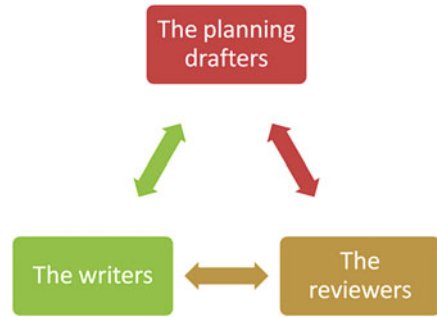 The planning
drafters
The writers
The
reviewers